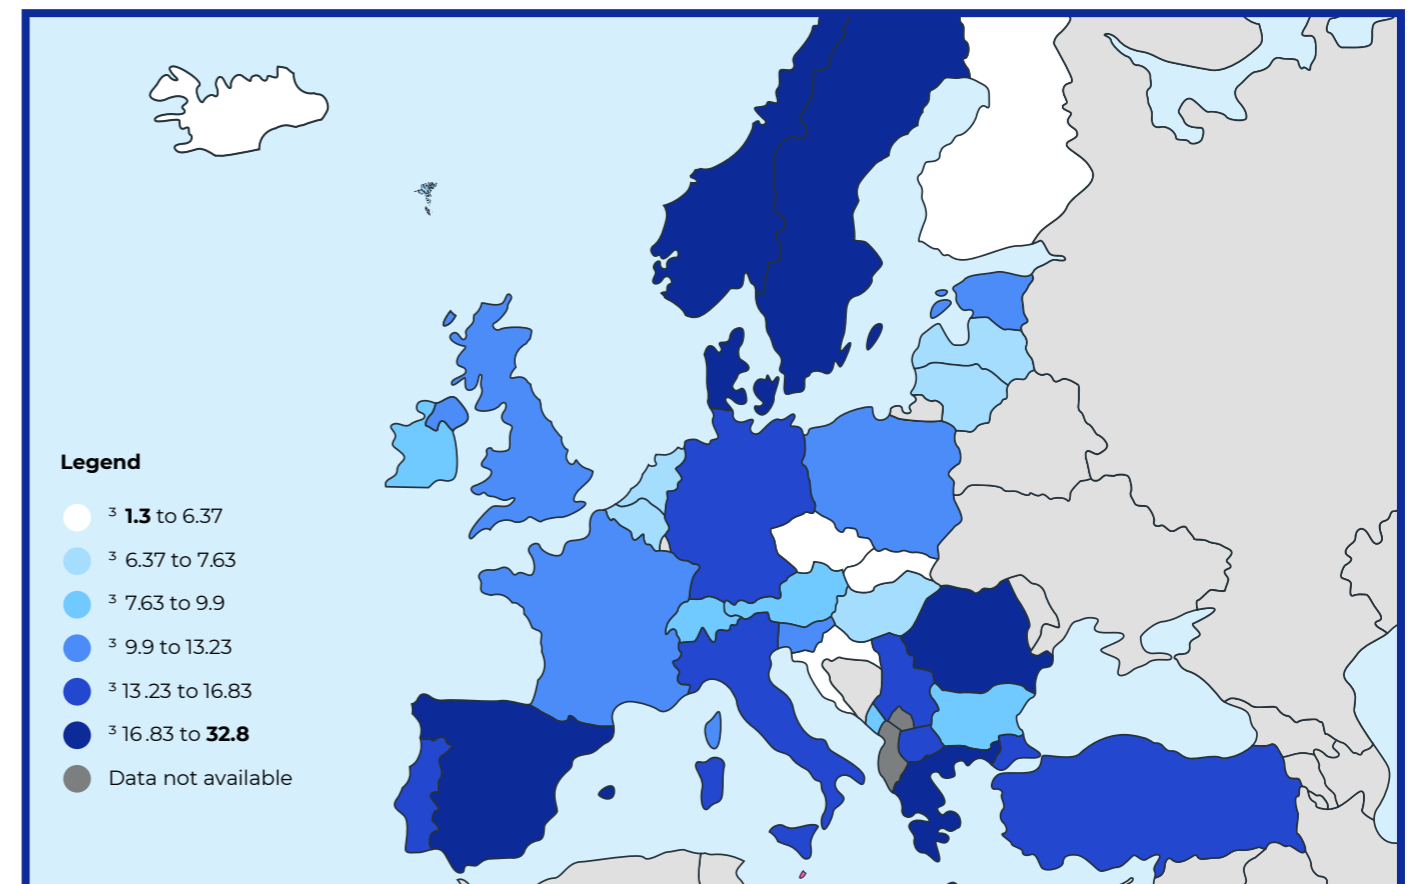 Legend
³ 1.3 to 6.37
³ 6.37 to 7.63
³ 7.63 to 9.9
³ 9.9 to 13.23
³ 13.23 to 16.83
³ 16.83 to 32.8
Data not available